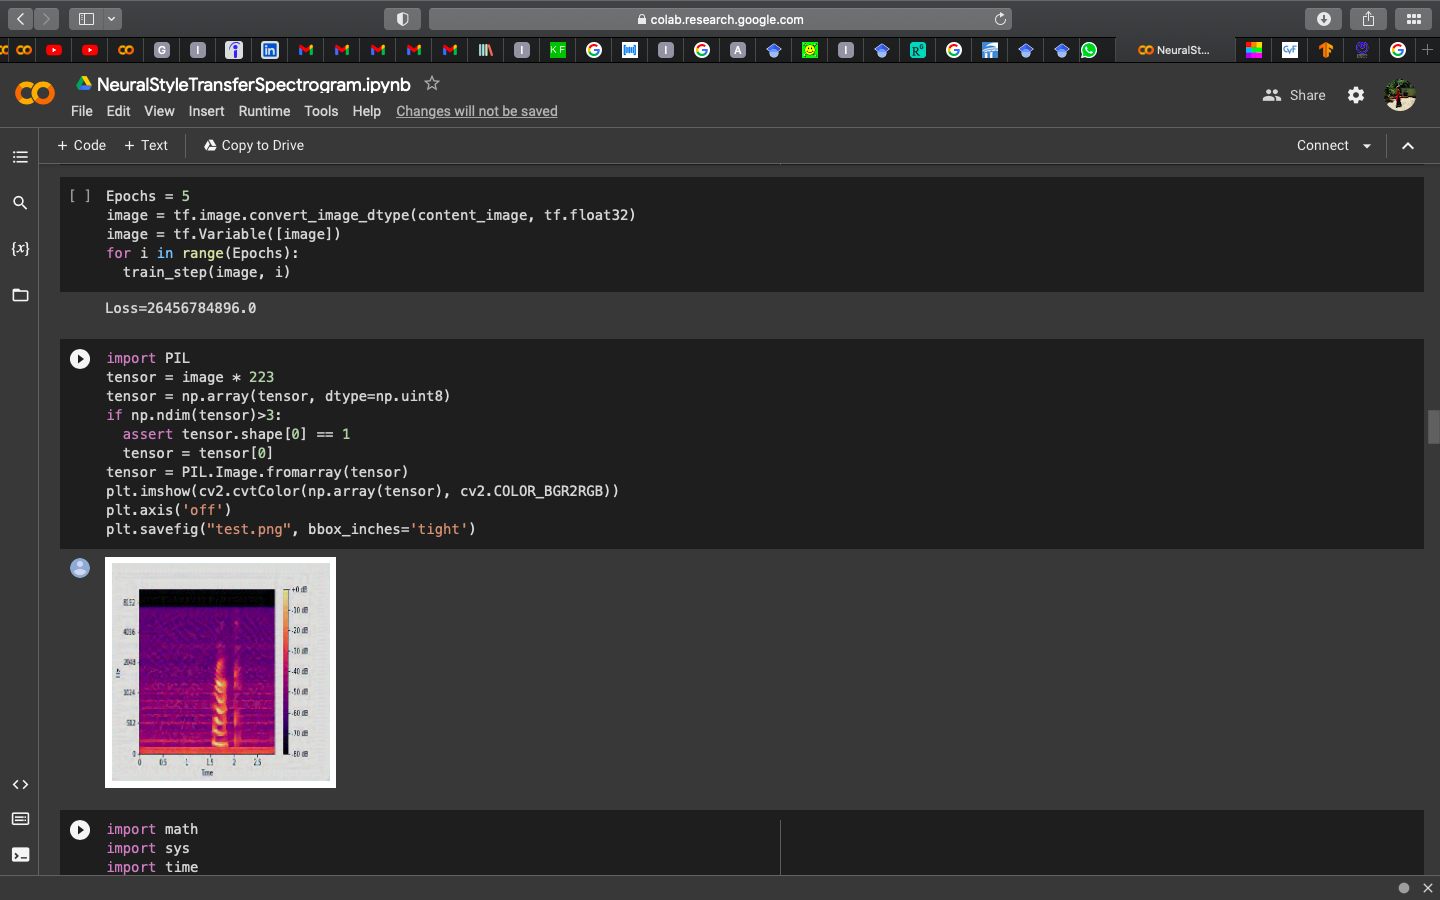 colab.research.google.com
NeuralSt...
NeuralStyleTransferSpectrogram.ipynb
Share
File Edit View Insert Runtime Tools Help Changes will not be saved
+ Code + Text Copy to Drive Connect
[ ] Epochs = 5
image = tf.image.convert_image_dtype(content_image, tf.float32)
image = tf.Variable([image])
for i in range(Epochs):
train_step(image, i)
Loss=26456784896.0
import PIL
tensor = image * 223
tensor = np.array(tensor, dtype=np.uint8)
if np.ndim(tensor)>3:
assert tensor.shape[0] == 1
tensor = tensor[0]
tensor = PIL.Image.fromarray(tensor)
plt.imshow(cv2.cvtColor(np.array(tensor), cv2.COLOR_BGR2RGB))
plt.axis('off')
plt.savefig("test.png", bbox_inches='tight')
8192
4096
2048
1024
512
0
0 0.5 1 1.5 2 2.5
Time
+0 dB
-10 dB
-20 dB
-30 dB
-40 dB
-50 dB
-60 dB
-70 dB
-80 dB
import math
import sys
import time